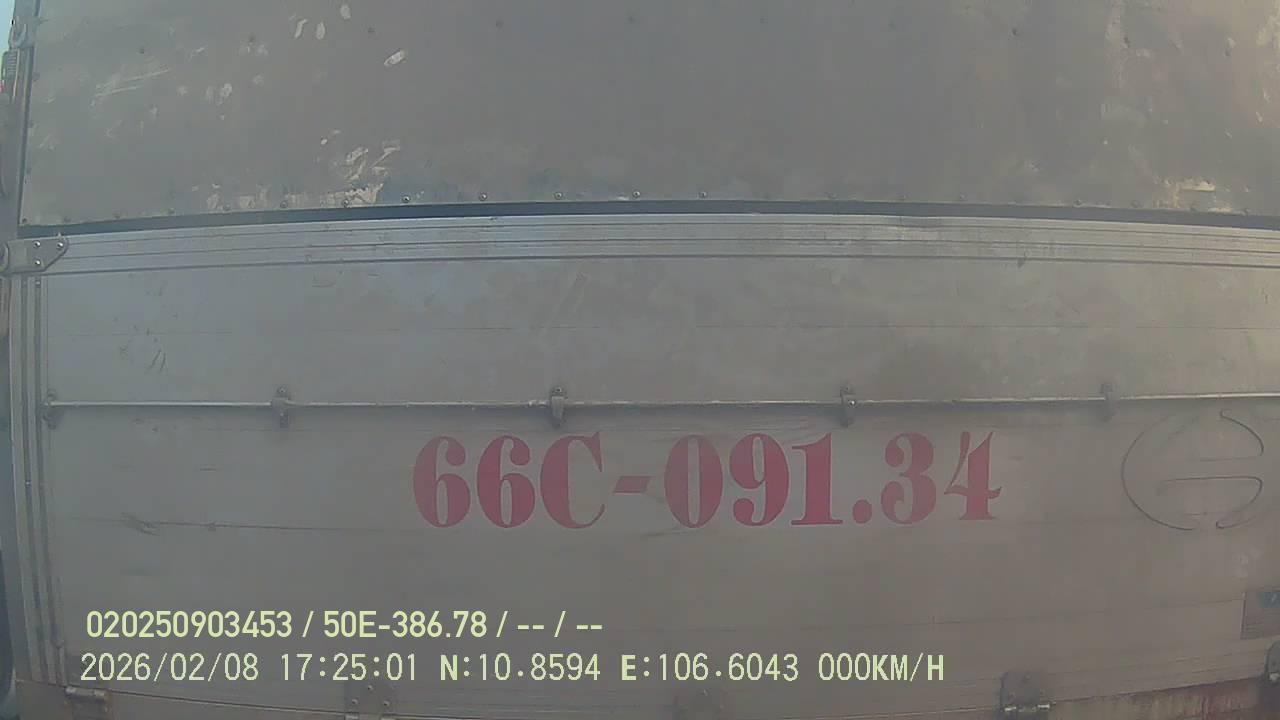 66C-091.34
020250903453 / 50E-386.78 / -- / --
2026/02/08 17:25:01 N:10.8594 E:106.6043 000KM/H